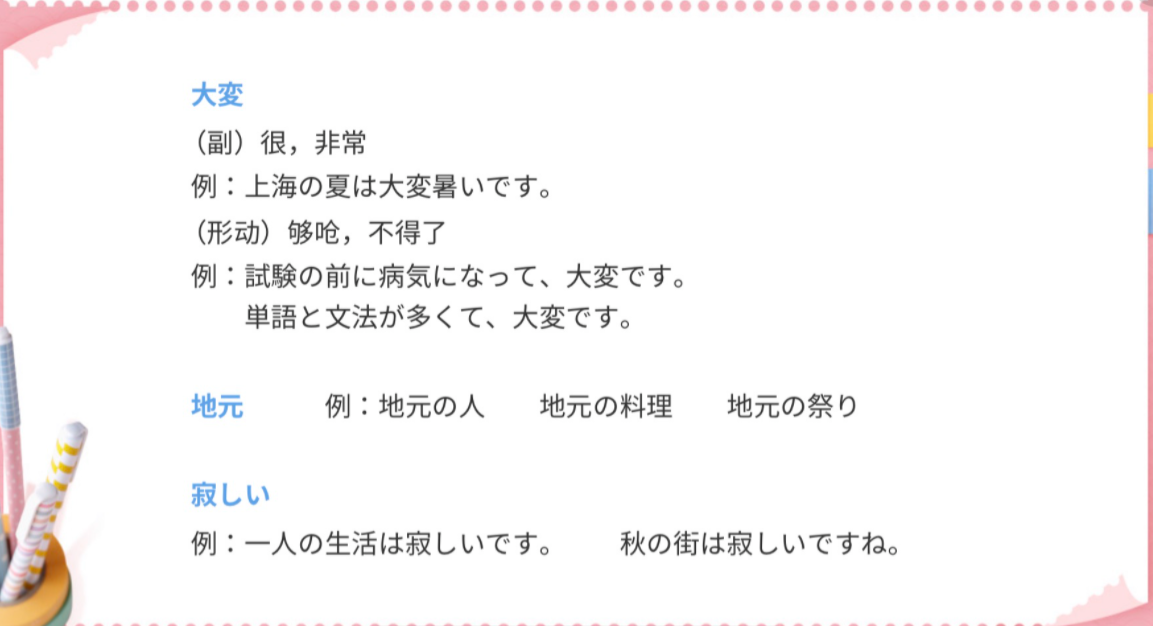 大変
（副）很，非常
例：上海の夏は大変暑いです。
（形动）够呛，不得了
例：試験の前に病気になって、大変です。
単語と文法が多くて、大変です。
地元　　　例：地元の人　　地元の料理　　地元の祭り
寂しい
例：一人の生活は寂しいです。　　秋の街は寂しいですね。